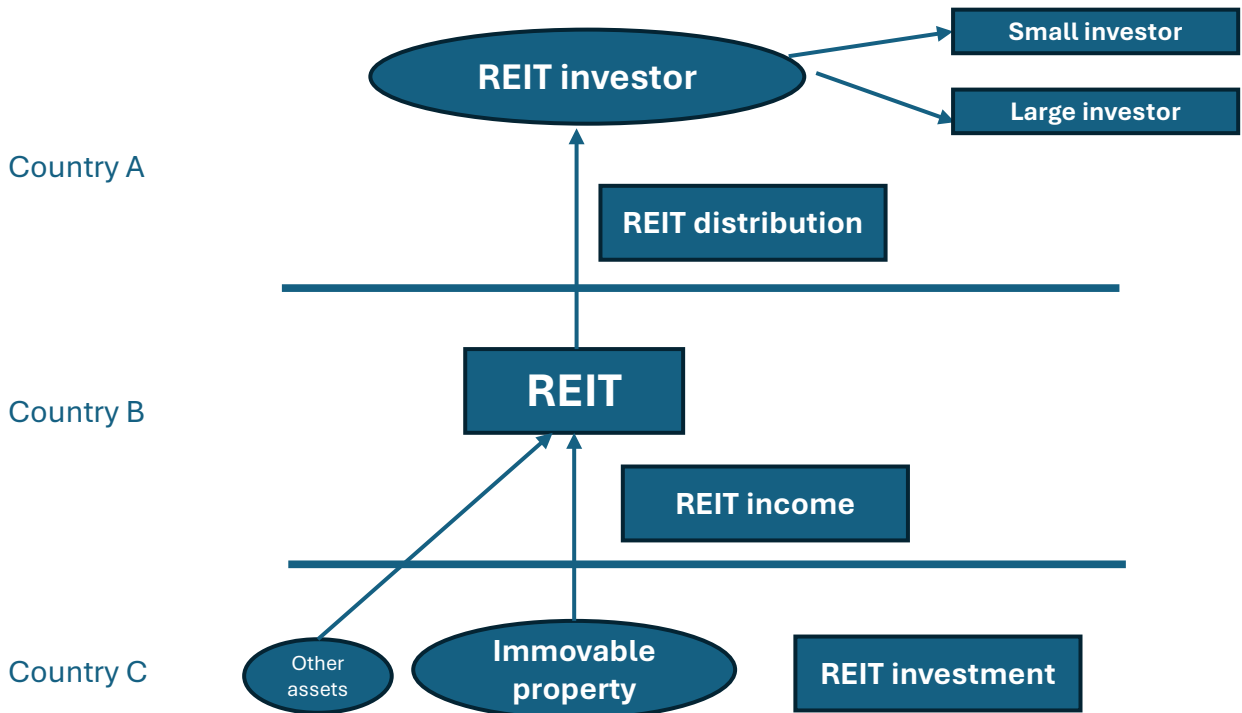 Small investor
REIT investor
Large investor
Country A
REIT distribution
REIT
Country B
REIT income
Country C
Other
assets
Immovable
property
REIT investment